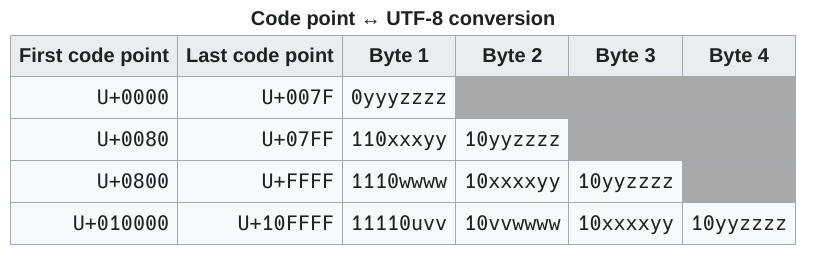 Code point ↔ UTF-8 conversion
First code point Last code point Byte 1 Byte 2 Byte 3 Byte 4
U+0000 U+007F 0yyyzzzz
U+0080 U+07FF 110xxxyy 10yyzzzz
U+0800 U+FFFF 1110wwww 10xxxxyy 10yyzzzz
U+010000 U+10FFFF 11110uvv 10vvwwww 10xxxxyy 10yyzzzz